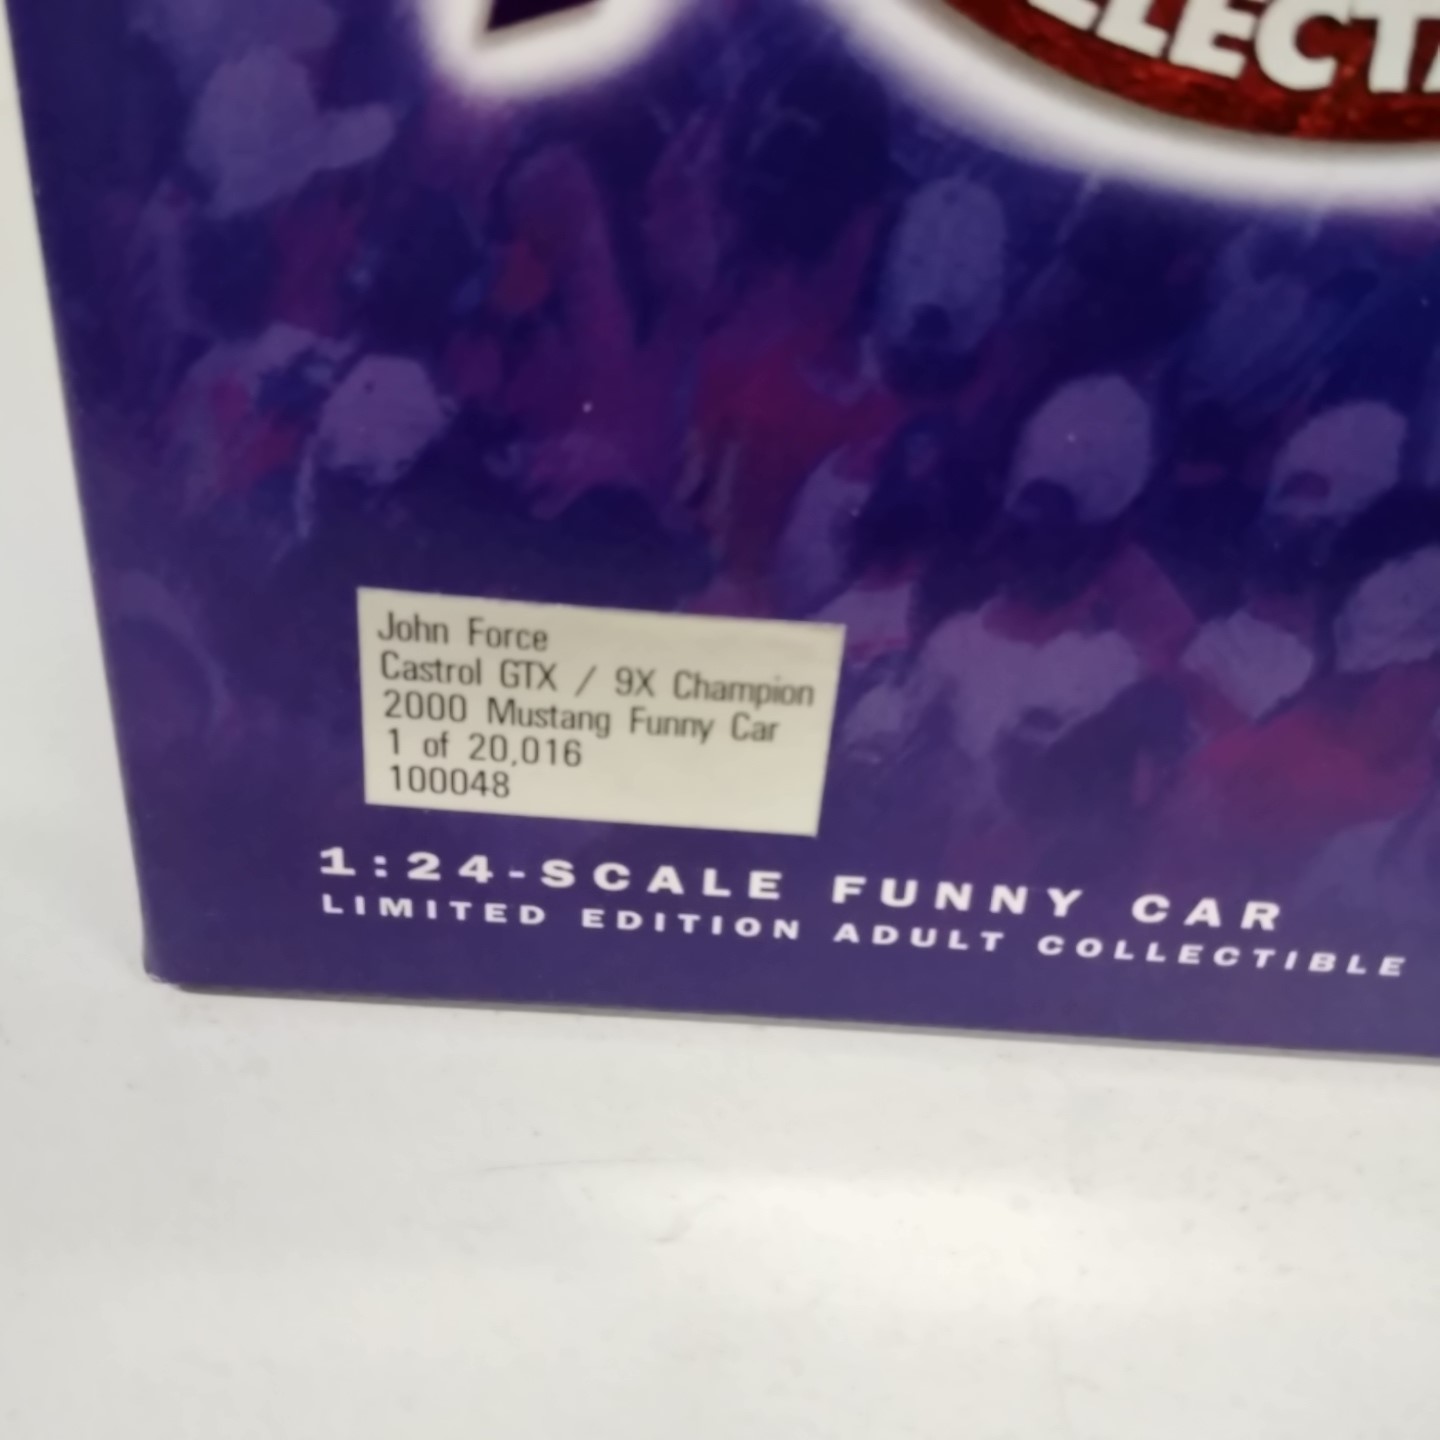 John Force
Castrol GTX / 9X Champion
2000 Mustang Funny Car
1 of 20,016
100048
1:24-SCALE FUNNY CAR
LIMITED EDITION ADULT COLLECTIBLE